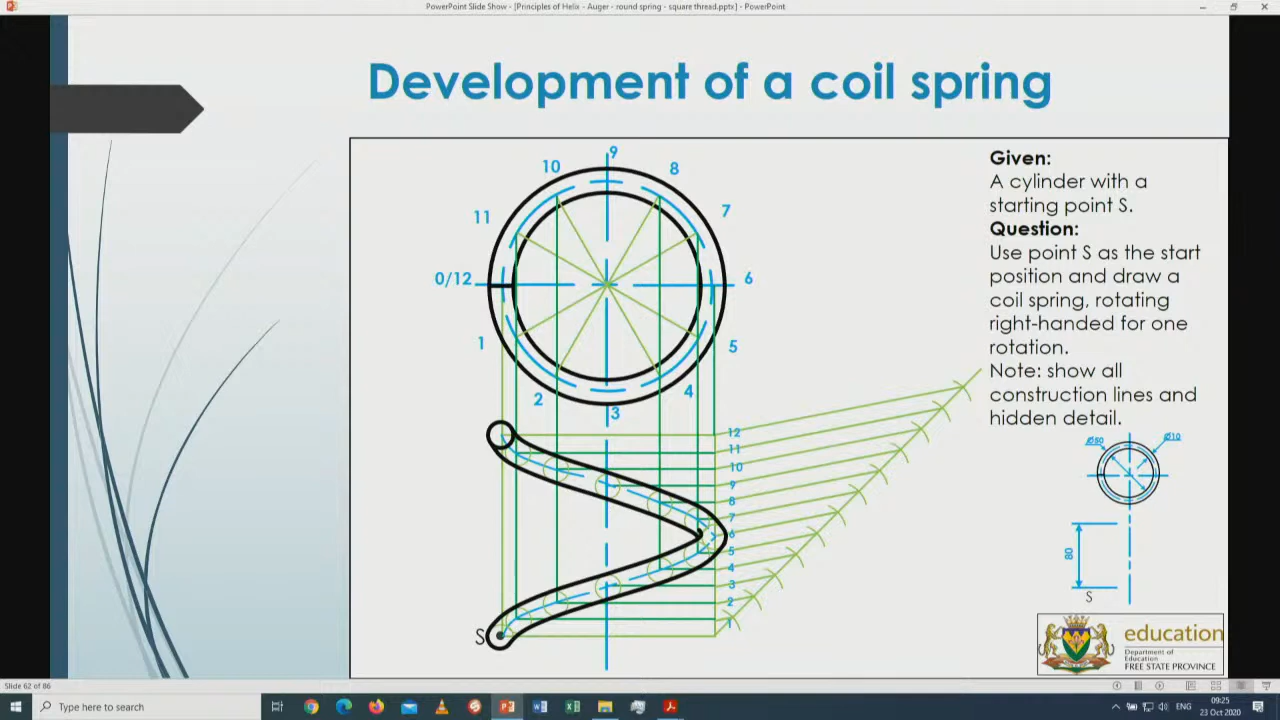 PowerPoint Slide Show - [Principles of Helix - Auger - round spring - square thread.pptx] - PowerPoint
Development of a coil spring
9
10
8
11
7
0/12
6
1
5
2
4
3
12
11
10
9
8
7
6
5
4
3
2
1
S
Given:
A cylinder with a
starting point S.
Question:
Use point S as the start
position and draw a
coil spring, rotating
right-handed for one
rotation.
Note: show all
construction lines and
hidden detail.
Ø50
Ø10
80
S
education
Department of
Education
FREE STATE PROVINCE
Slide 62 of 86
Type here to search
ENG
09:25
23 Oct 2020